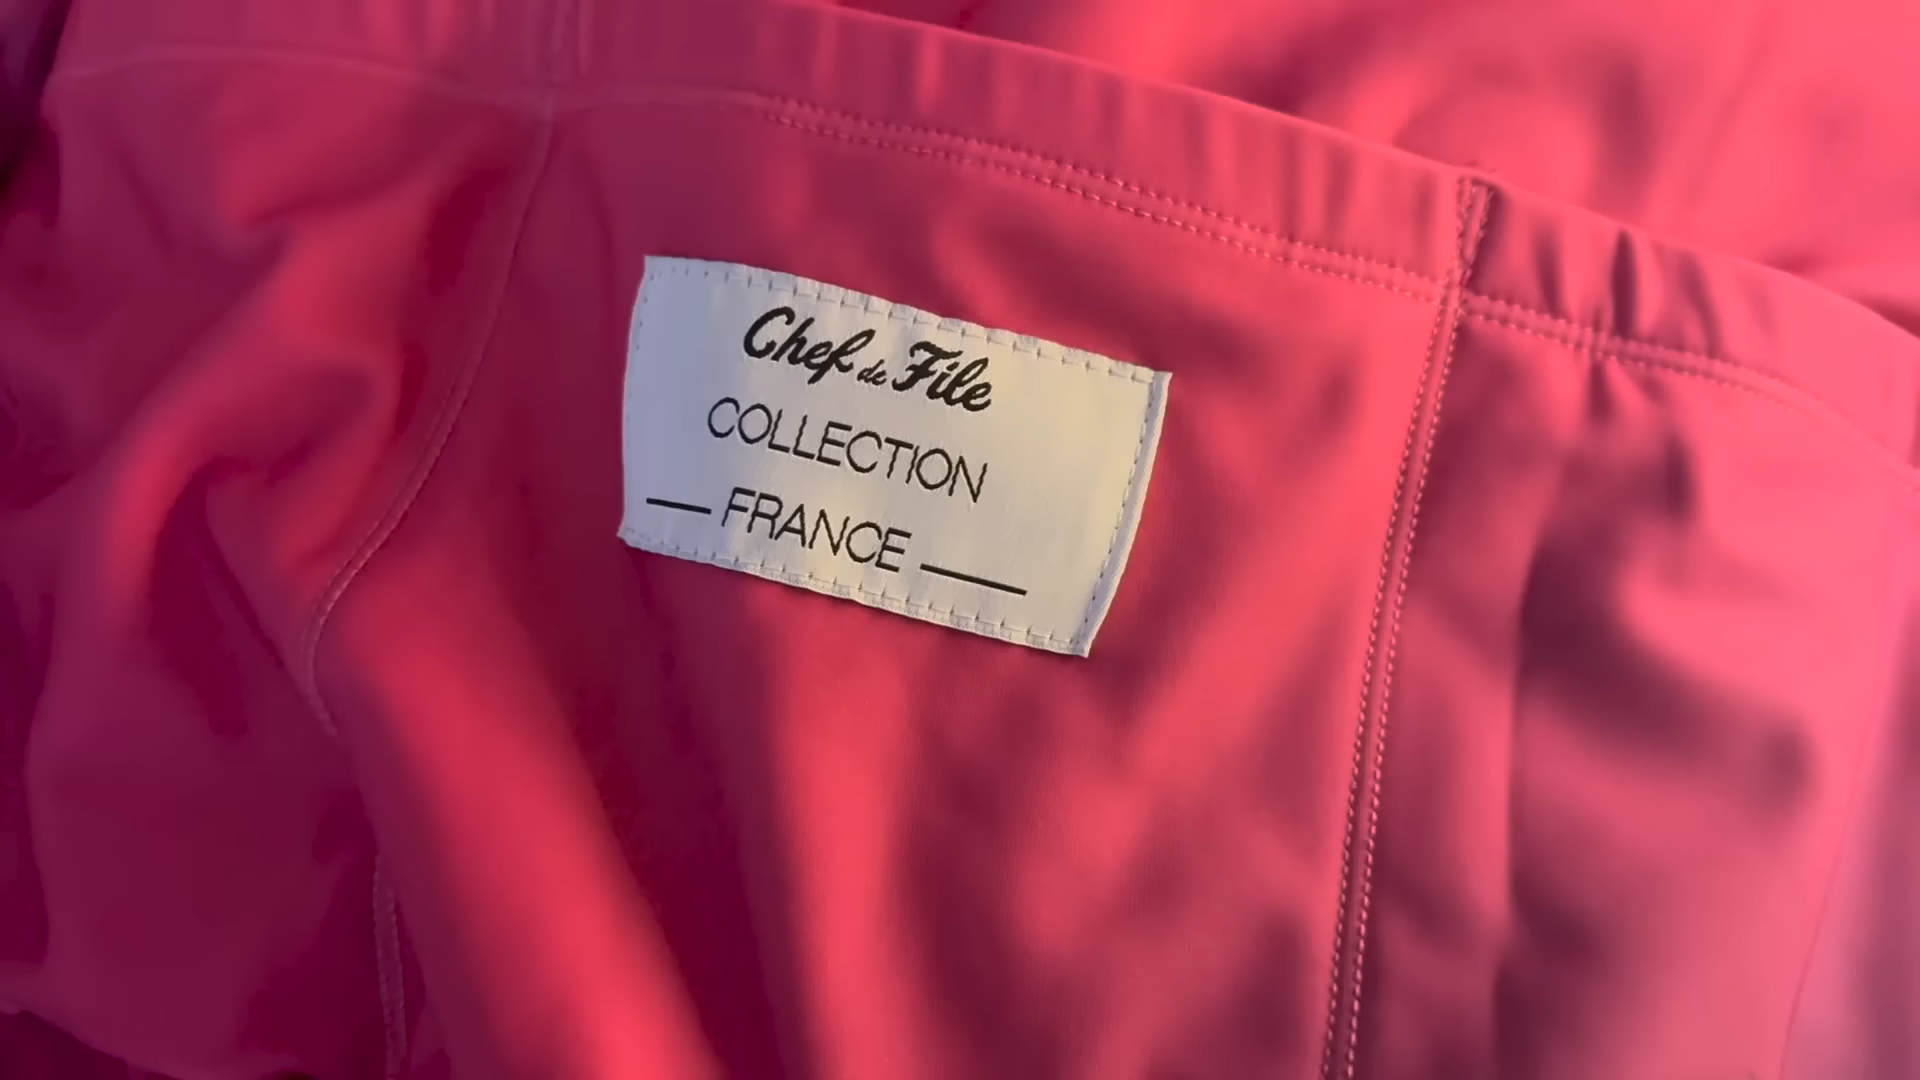 Chef de File
COLLECTION
— FRANCE —